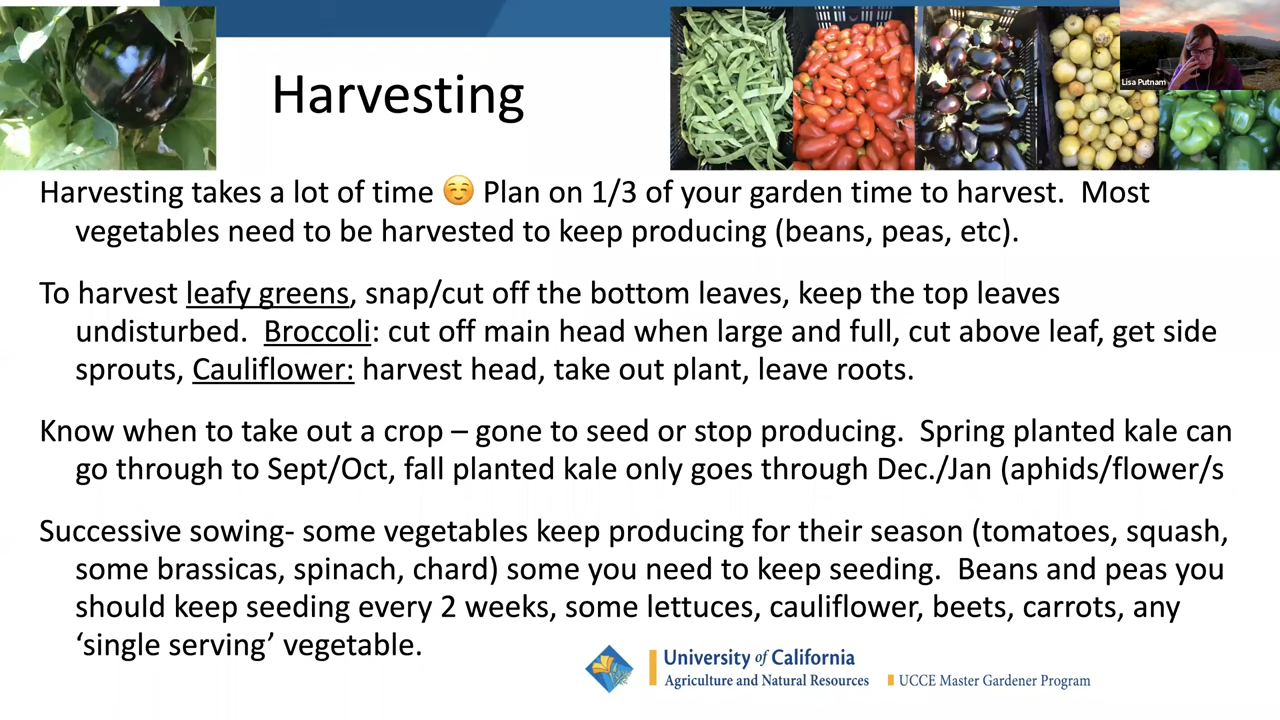 Lisa Putnam
Harvesting
Harvesting takes a lot of time ☺️ Plan on 1/3 of your garden time to harvest. Most
vegetables need to be harvested to keep producing (beans, peas, etc).
To harvest leafy greens, snap/cut off the bottom leaves, keep the top leaves
undisturbed. Broccoli: cut off main head when large and full, cut above leaf, get side
sprouts, Cauliflower: harvest head, take out plant, leave roots.
Know when to take out a crop – gone to seed or stop producing. Spring planted kale can
go through to Sept/Oct, fall planted kale only goes through Dec./Jan (aphids/flower/s
Successive sowing- some vegetables keep producing for their season (tomatoes, squash,
some brassicas, spinach, chard) some you need to keep seeding. Beans and peas you
should keep seeding every 2 weeks, some lettuces, cauliflower, beets, carrots, any
‘single serving’ vegetable.
University of California
Agriculture and Natural Resources UCCE Master Gardener Program